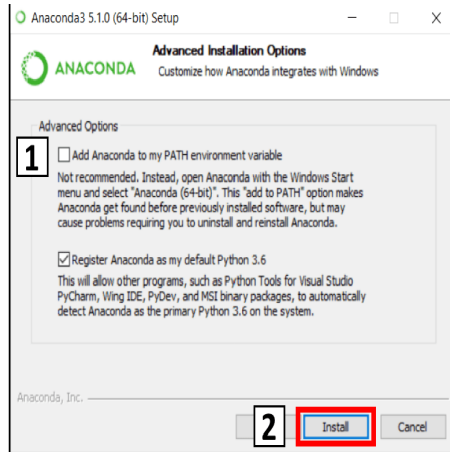 Anaconda3 5.1.0 (64-bit) Setup
Advanced Installation Options
ANACONDA
Customize how Anaconda integrates with Windows
Advanced Options
1
Add Anaconda to my PATH environment variable
Not recommended. Instead, open Anaconda with the Windows Start
menu and select "Anaconda (64-bit)". This "add to PATH" option makes
Anaconda get found before previously installed software, but may
cause problems requiring you to uninstall and reinstall Anaconda.
Register Anaconda as my default Python 3.6
This will allow other programs, such as Python Tools for Visual Studio
PyCharm, Wing IDE, PyDev, and MSI binary packages, to automatically
detect Anaconda as the primary Python 3.6 on the system.
Anaconda, Inc.
2
Install
Cancel